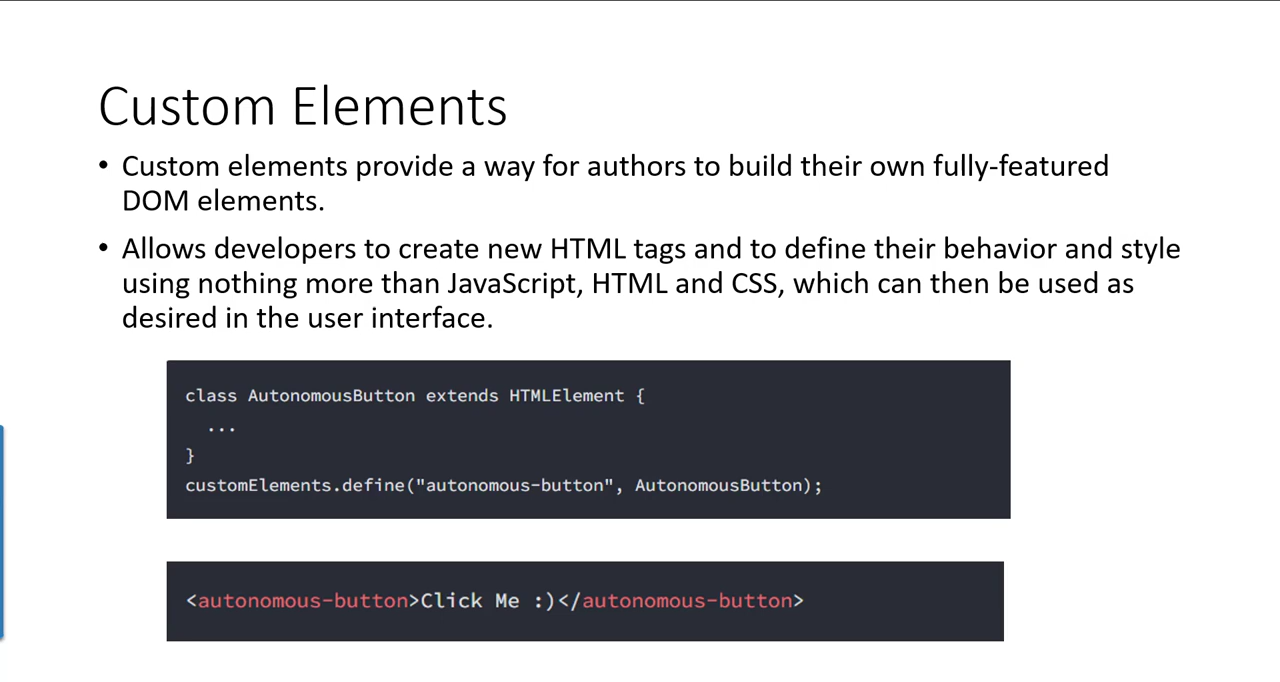 Custom Elements
• Custom elements provide a way for authors to build their own fully-featured
DOM elements.
• Allows developers to create new HTML tags and to define their behavior and style
using nothing more than JavaScript, HTML and CSS, which can then be used as
desired in the user interface.
class AutonomousButton extends HTMLElement {
  ...
}
customElements.define("autonomous-button", AutonomousButton);
<autonomous-button>Click Me :)</autonomous-button>